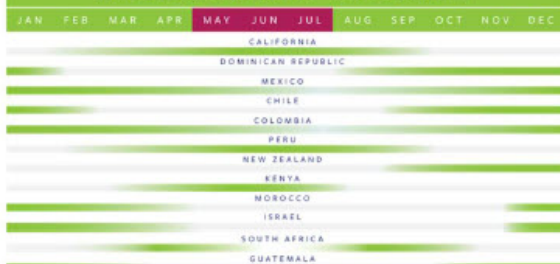 JAN FEB MAR APR MAY JUN JUL AUG SEP OCT NOV DEC
CALIFORNIA
DOMINICAN REPUBLIC
MEXICO
CHILE
COLOMBIA
PERU
NEW ZEALAND
KENYA
MOROCCO
ISRAEL
SOUTH AFRICA
GUATEMALA